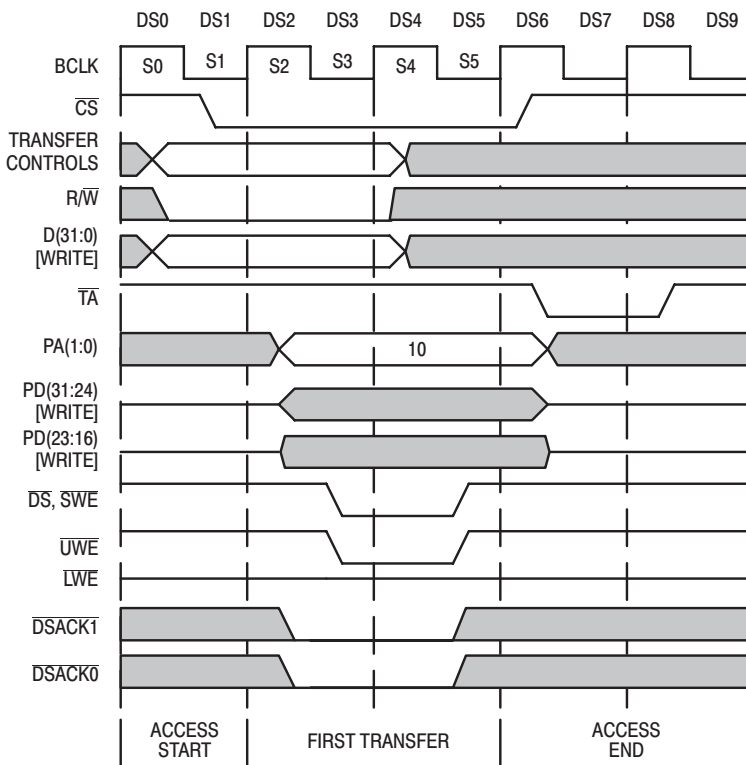 DS0 DS1 DS2 DS3 DS4 DS5 DS6 DS7 DS8 DS9
BCLK S0 S1 S2 S3 S4 S5
CS
TRANSFER
CONTROLS
R/W
D(31:0)
[WRITE]
TA
PA(1:0) 10
PD(31:24)
[WRITE]
PD(23:16)
[WRITE]
DS, SWE
UWE
LWE
DSACK1
DSACK0
ACCESS
START
FIRST TRANSFER
ACCESS
END